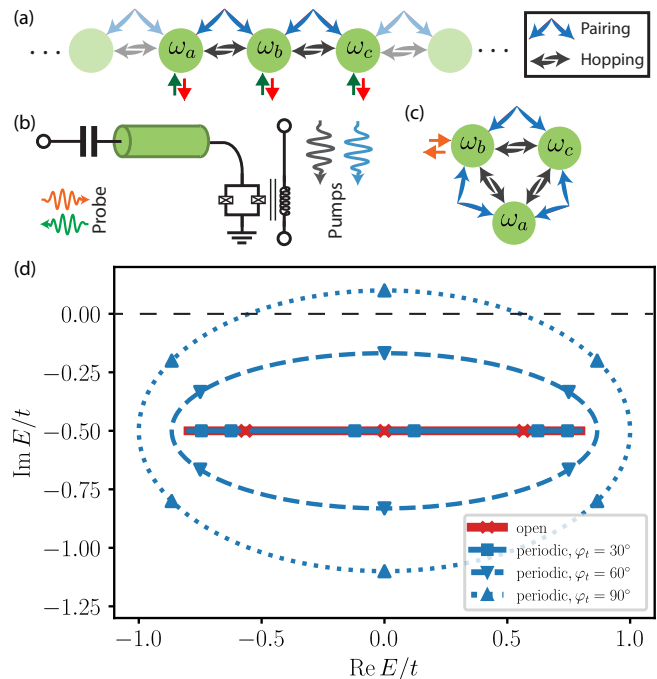 (a)
ω_a
ω_b
ω_c
Pairing
Hopping
(b)
Probe
Pumps
(c)
ω_b
ω_c
ω_a
(d)
0.00
−0.25
−0.50
−0.75
−1.00
−1.25
Im E/t
open
periodic, φ_t = 30°
periodic, φ_t = 60°
periodic, φ_t = 90°
−1.0
−0.5
0.0
0.5
1.0
Re E/t